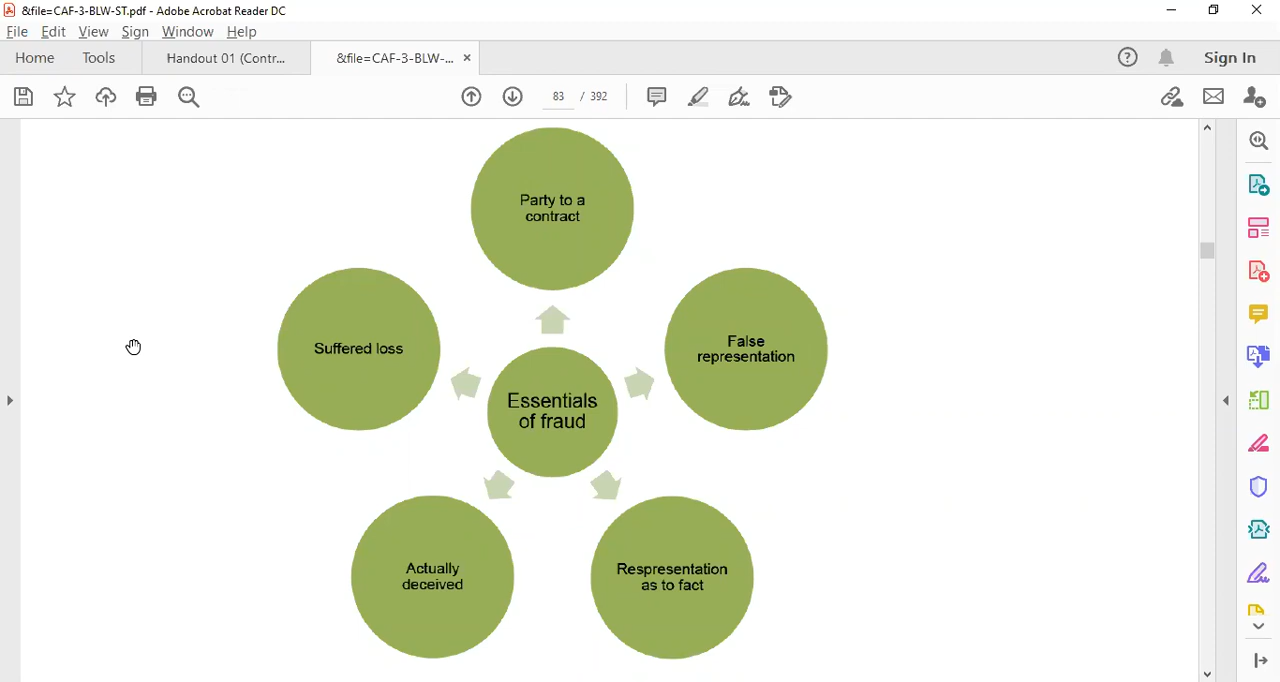 &file=CAF-3-BLW-ST.pdf - Adobe Acrobat Reader DC
File Edit View Sign Window Help
Home Tools Handout 01 (Contr... &file=CAF-3-BLW-... × Sign In
83 / 392
Party to a
contract
Suffered loss
False
representation
Essentials
of fraud
Actually
deceived
Respresentation
as to fact